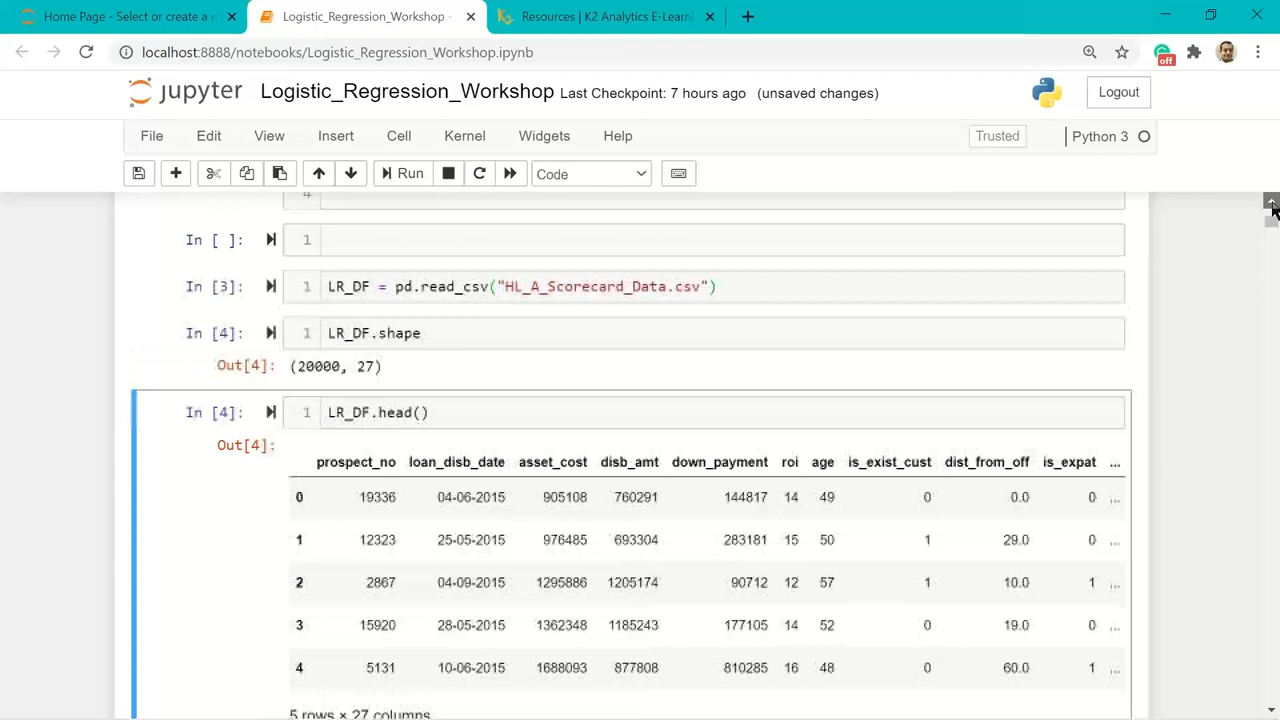 Home Page - Select or create a n
Logistic_Regression_Workshop -
Resources | K2 Analytics E-Learni
localhost:8888/notebooks/Logistic_Regression_Workshop.ipynb
off
jupyter Logistic_Regression_Workshop Last Checkpoint: 7 hours ago (unsaved changes)
Logout
File Edit View Insert Cell Kernel Widgets Help Trusted Python 3
Run Code
4
In [ ]: 1
In [3]: 1 LR_DF = pd.read_csv("HL_A_Scorecard_Data.csv")
In [4]: 1 LR_DF.shape
Out[4]: (20000, 27)
In [4]: 1 LR_DF.head()
Out[4]:
prospect_no loan_disb_date asset_cost disb_amt down_payment roi age is_exist_cust dist_from_off is_expat ...
0 19336 04-06-2015 905108 760291 144817 14 49 0 0.0 0 ...
1 12323 25-05-2015 976485 693304 283181 15 50 1 29.0 0 ...
2 2867 04-09-2015 1295886 1205174 90712 12 57 1 10.0 1 ...
3 15920 28-05-2015 1362348 1185243 177105 14 52 0 19.0 0 ...
4 5131 10-06-2015 1688093 877808 810285 16 48 0 60.0 1 ...
5 rows × 27 columns